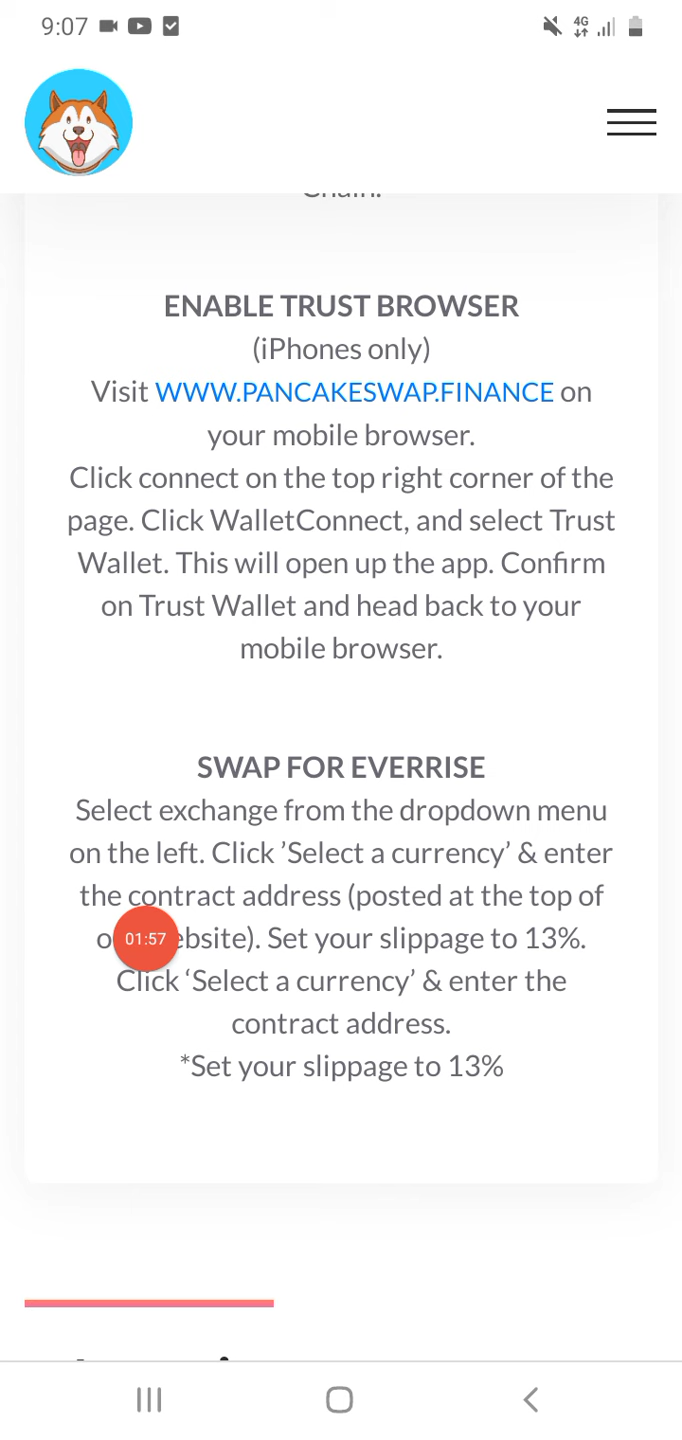 9:07
4G
ENABLE TRUST BROWSER
(iPhones only)
Visit WWW.PANCAKESWAP.FINANCE on
your mobile browser.
Click connect on the top right corner of the
page. Click WalletConnect, and select Trust
Wallet. This will open up the app. Confirm
on Trust Wallet and head back to your
mobile browser.
SWAP FOR EVERRISE
Select exchange from the dropdown menu
on the left. Click ’Select a currency’ & enter
the contract address (posted at the top of
01:57 ebsite). Set your slippage to 13%.
Click ‘Select a currency’ & enter the
contract address.
*Set your slippage to 13%